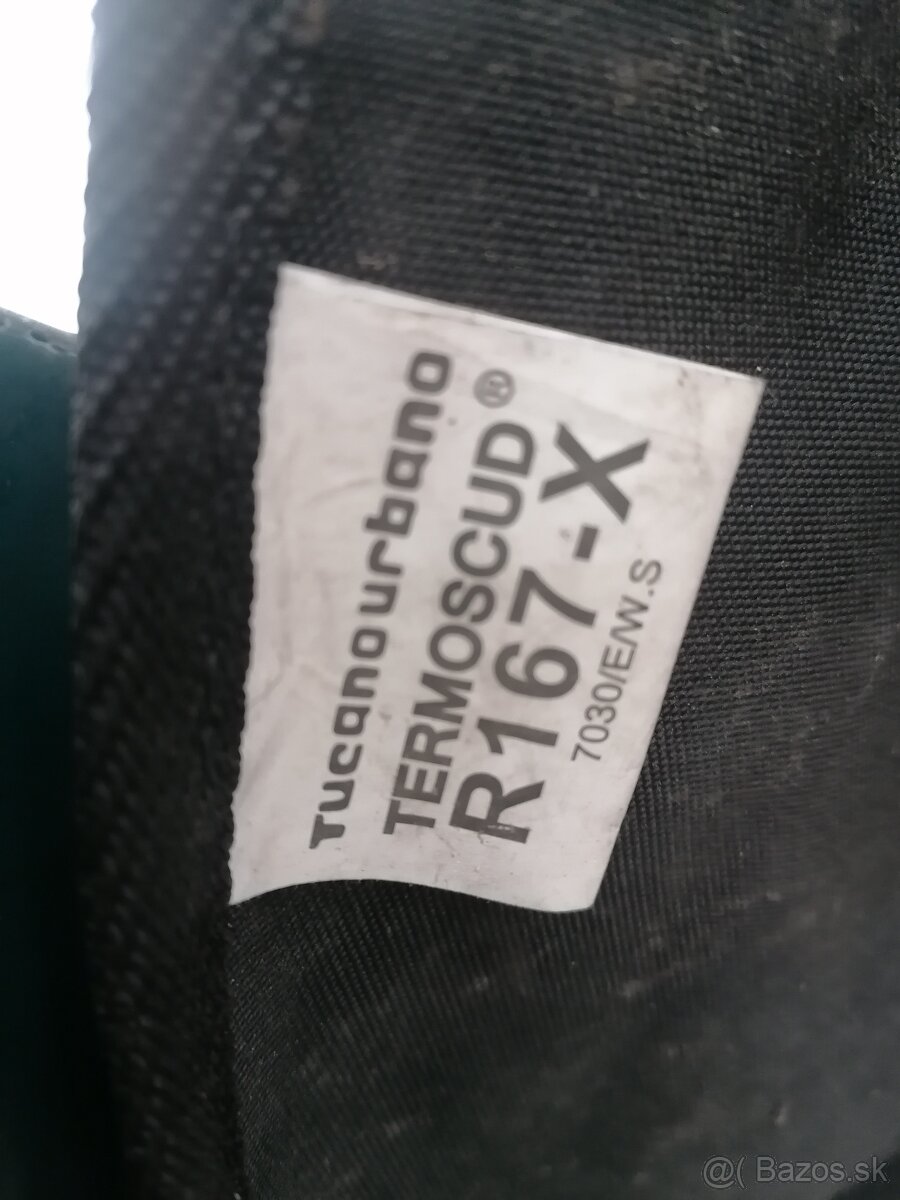 Tucanourbano
TERMOSCUD®
R167-X
7030/E/W.S
@( Bazos.sk